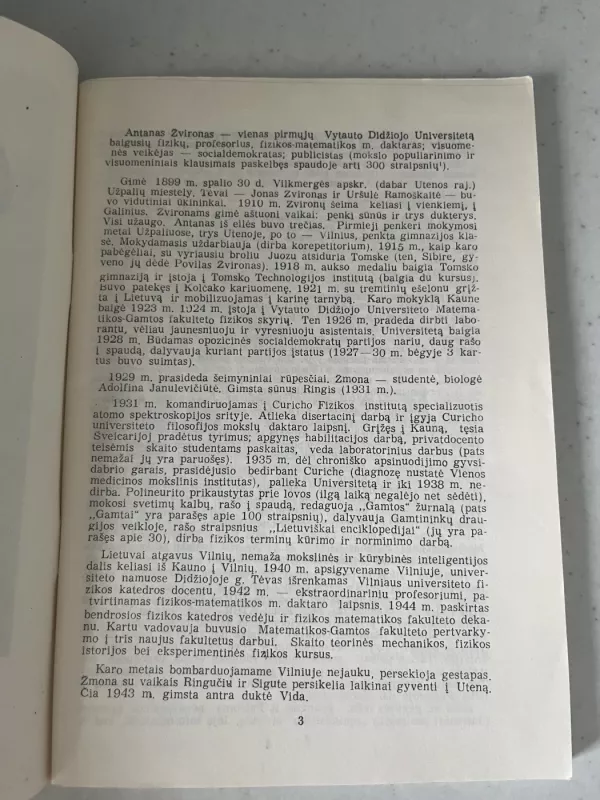 Antanas Žvironas — vienas pirmųjų Vytauto Didžiojo Universitetą
baigusių fizikų, profesorius, fizikos-matematikos m. daktaras; visuome-
nės veikėjas — socialdemokratas; publicistas (mokslo populiarinimo ir
visuomeniniais klausimais paskelbęs spaudoje arti 300 straipsnių¹).
Gimė 1899 m. spalio 30 d. Vilkmergės apskr. (dabar Utenos raj.)
Užpalių miestely. Tėvai — Jonas Žvironas ir Uršulė Ramoškaitė — bu-
vo vidutiniai ūkininkai. 1910 m. Žvironų šeima keliasi į vienkiemį, į
Galinius. Žvironams gimė aštuoni vaikai: penki sūnūs ir trys dukterys.
Visi užaugo. Antanas iš eilės buvo trečias. Pirmieji penkeri mokymosi
metai Užpaliuose, trys Utenoje, po to — Vilnius, penkta gimnazijos kla-
sė. Mokydamasis uždarbiauja (dirba korepetitorium). 1915 m., kaip karo
pabėgėliai, su vyriausiu broliu Juozu atsiduria Tomske (ten, Sibire, gy-
veno jų dėdė Povilas Žvironas). 1918 m. aukso medaliu baigia Tomsko
gimnaziją ir įstoja į Tomsko Technologijos institutą (baigia du kursus).
Buvo patekęs į Kolčako kariuomenę. 1921 m. su tremtinių ešelonu grįž-
ta į Lietuvą ir mobilizuojamas į karinę tarnybą. Karo mokyklą Kaune
baigė 1923 m. 1924 m. įstoja į Vytauto Didžiojo Universiteto Matema-
tikos-Gamtos fakulteto fizikos skyrių. Ten 1926 m. pradeda dirbti labo-
rantu, vėliau jaunesniuoju ir vyresniuoju asistentais. Universitetą baigia
1928 m. Būdamas opozicinės socialdemokratų partijos nariu, daug rašo
į spaudą, dalyvauja kuriant partijos įstatus (1927—30 m. bėgyje 3 kar-
tus buvo suimtas).
1929 m. prasideda šeimyniniai rūpesčiai. Žmona — studentė, biologė
Adolfina Janulevičiūtė. Gimsta sūnus Ringis (1931 m.).
1931 m. komandiruojamas į Curicho Fizikos institutą specializuotis
atomo spektroskopijos srityje. Atlieka disertacinį darbą ir įgyja Curicho
universiteto filosofijos mokslų daktaro laipsnį. Grįžęs į Kauną, tęsia
Šveicarijoj pradėtus tyrimus; apgynęs habilitacijos darbą, privatdocento
teisėmis skaito studentams paskaitas, veda laboratorinius darbus (pats
nemažai jų yra paruošęs). 1935 m. dėl chroniško apsinuodijimo gyvsi-
dabrio garais, prasidėjusio bedirbant Curiche (diagnozę nustatė Vienos
medicinos mokslinis institutas), palieka Universitetą ir iki 1938 m. ne-
dirba. Polineurito prikaustytas prie lovos (ilgą laiką negalėjo net sėdėti),
mokosi svetimų kalbų, rašo į spaudą, redaguoja „Gamtos“ žurnalą (pats
„Gamtai“ yra parašęs apie 100 straipsnių), dalyvauja Gamtininkų drau-
gijos veikloje, rašo straipsnius „Lietuviškai enciklopedijai“ (jų yra pa-
rašęs apie 30), dirba fizikos terminų kūrimo ir norminimo darbą.
Lietuvai atgavus Vilnių, nemaža mokslinės ir kūrybinės inteligentijos
dalis keliasi iš Kauno į Vilnių. 1940 m. apsigyvename Vilniuje, univer-
siteto namuose Didžiojoje g. Tėvas išrenkamas Vilniaus universiteto fi-
zikos katedros docentu, 1942 m. — ekstraordinariniu profesoriumi, pa-
tvirtinamas fizikos-matematikos m. daktaro laipsnis. 1944 m. paskirtas
bendrosios fizikos katedros vedėju ir fizikos matematikos fakulteto deka-
nu. Kartu vadovauja buvusio Matematikos-Gamtos fakulteto pertvarky-
mo į tris naujus fakultetus darbui. Skaito teorinės mechanikos, fizikos
istorijos bei eksperimentinės fizikos kursus.
Karo metais bombarduojamame Vilniuje nejauku, persekioja gestapas.
Žmona su vaikais Ringučiu ir Sigute persikelia laikinai gyventi į Uteną.
Čia 1943 m. gimsta antra duktė Vida.
3